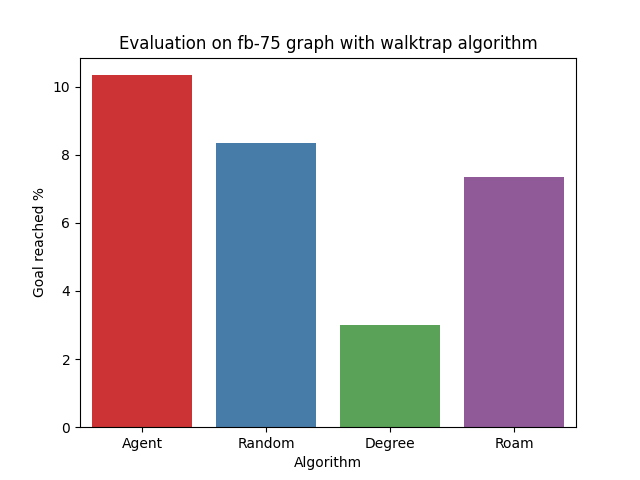 Evaluation on fb-75 graph with walktrap algorithm
10
8
6
4
2
0
Goal reached %
Agent Random Degree Roam
Algorithm